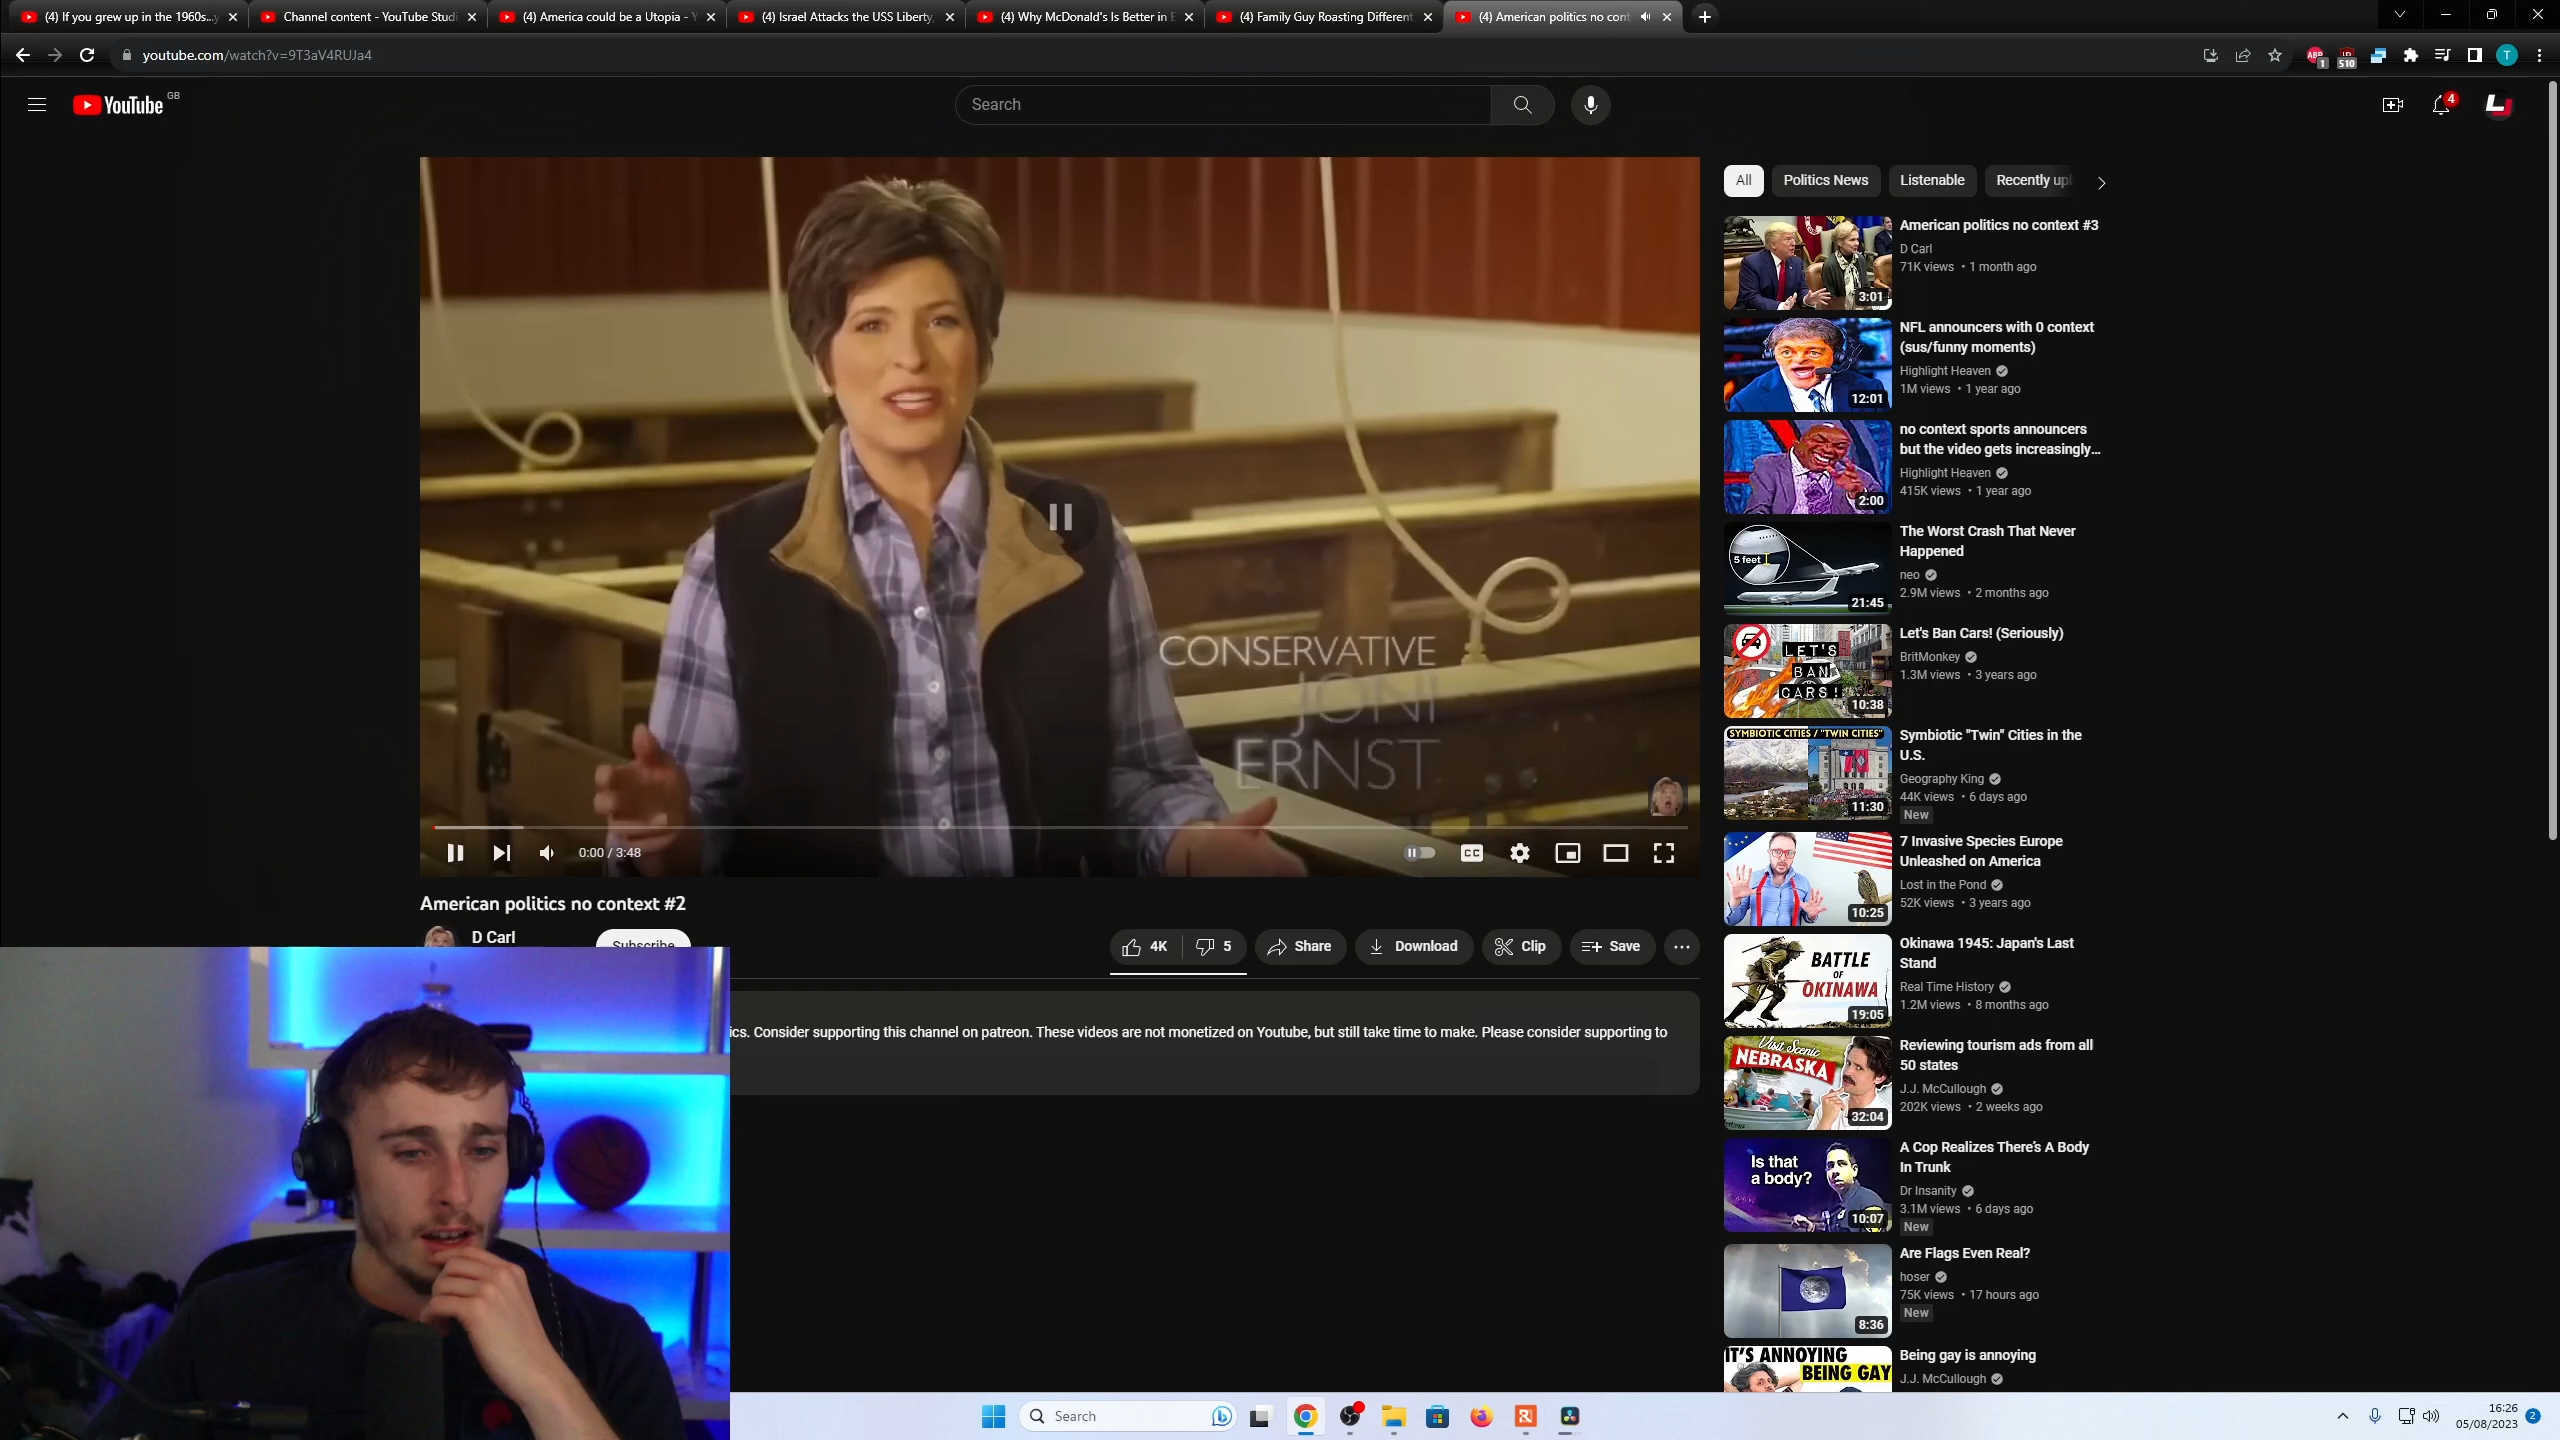 (4) If you grew up in the 1960s...y
Channel content - YouTube Studi
(4) America could be a Utopia - Y
(4) Israel Attacks the USS Liberty,
(4) Why McDonald's Is Better in E
(4) Family Guy Roasting Different
(4) American politics no cont
youtube.com/watch?v=9T3aV4RUJa4
ABP
1
510
T
YouTube
GB
Search
4
CONSERVATIVE
JONI
ERNST
0:00 / 3:48
CC
American politics no context #2
D Carl
Subscribe
4K
5
Share
Download
Clip
Save
ics. Consider supporting this channel on patreon. These videos are not monetized on Youtube, but still take time to make. Please consider supporting to
All
Politics News
Listenable
Recently upl
3:01
American politics no context #3
D Carl
71K views • 1 month ago
12:01
NFL announcers with 0 context
(sus/funny moments)
Highlight Heaven
1M views • 1 year ago
2:00
no context sports announcers
but the video gets increasingly...
Highlight Heaven
415K views • 1 year ago
5 feet
21:45
The Worst Crash That Never
Happened
neo
2.9M views • 2 months ago
LET'S
BAN
CARS!
10:38
Let's Ban Cars! (Seriously)
BritMonkey
1.3M views • 3 years ago
SYMBIOTIC CITIES / "TWIN CITIES"
11:30
Symbiotic "Twin" Cities in the
U.S.
Geography King
44K views • 6 days ago
New
10:25
7 Invasive Species Europe
Unleashed on America
Lost in the Pond
52K views • 3 years ago
BATTLE
OF
OKINAWA
19:05
Okinawa 1945: Japan's Last
Stand
Real Time History
1.2M views • 8 months ago
Visit Scenic
NEBRASKA
32:04
Reviewing tourism ads from all
50 states
J.J. McCullough
202K views • 2 weeks ago
Is that
a body?
10:07
A Cop Realizes There's A Body
In Trunk
Dr Insanity
3.1M views • 6 days ago
New
8:36
Are Flags Even Real?
hoser
75K views • 17 hours ago
New
IT'S ANNOYING
BEING GAY
Being gay is annoying
J.J. McCullough
Search
16:26
05/08/2023
2